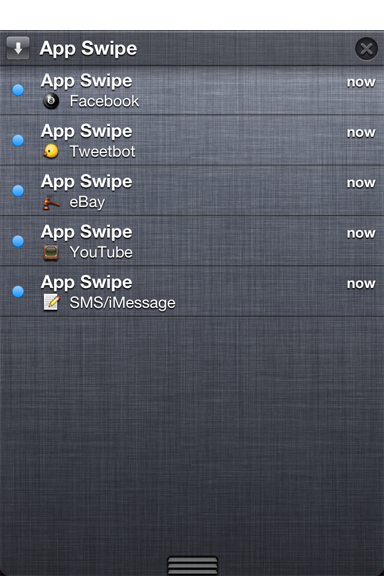 App Swipe
App Swipe now
🎱 Facebook
App Swipe now
Tweetbot
App Swipe now
eBay
App Swipe now
YouTube
App Swipe now
📝 SMS/iMessage